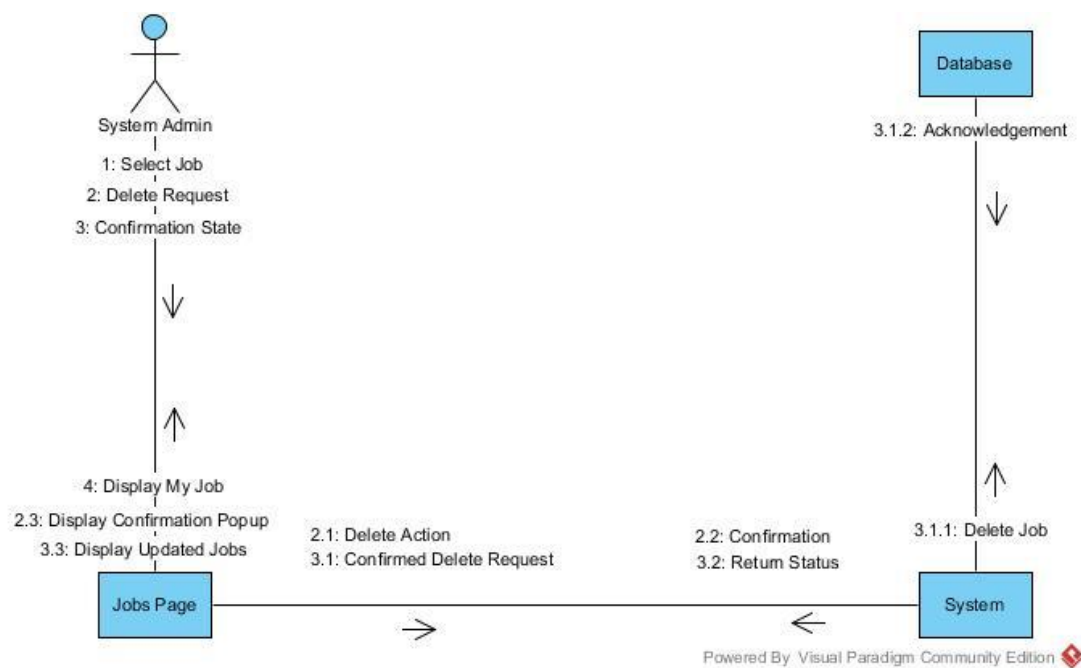 System Admin
1: Select Job
2: Delete Request
3: Confirmation State
Database
3.1.2: Acknowledgement
4: Display My Job
2.3: Display Confirmation Popup
3.3: Display Updated Jobs
2.1: Delete Action
3.1: Confirmed Delete Request
2.2: Confirmation
3.2: Return Status
3.1.1: Delete Job
Jobs Page
System
Powered By Visual Paradigm Community Edition